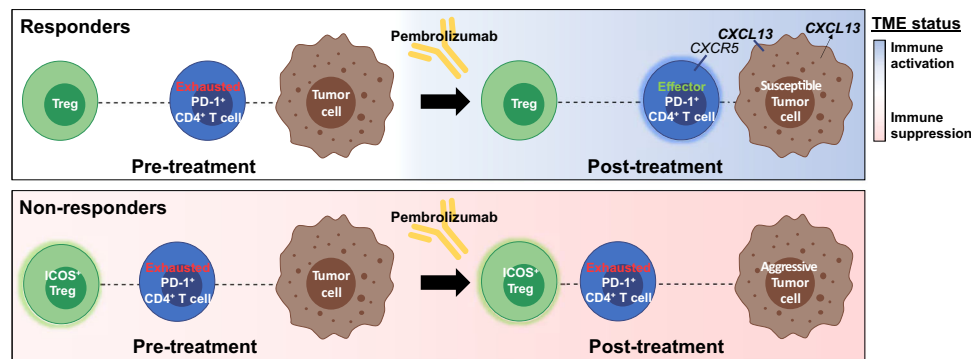 Responders
Treg
Exhausted
PD-1⁺
CD4⁺ T cell
Tumor
cell
Pre-treatment
Pembrolizumab
Treg
Effector
PD-1⁺
CD4⁺ T cell
CXCL13
CXCR5
CXCL13
Susceptible
Tumor
cell
Post-treatment
TME status
Immune
activation
Immune
suppression
Non-responders
ICOS⁺
Treg
Exhausted
PD-1⁺
CD4⁺ T cell
Tumor
cell
Pre-treatment
Pembrolizumab
ICOS⁺
Treg
Exhausted
PD-1⁺
CD4⁺ T cell
Aggressive
Tumor
cell
Post-treatment